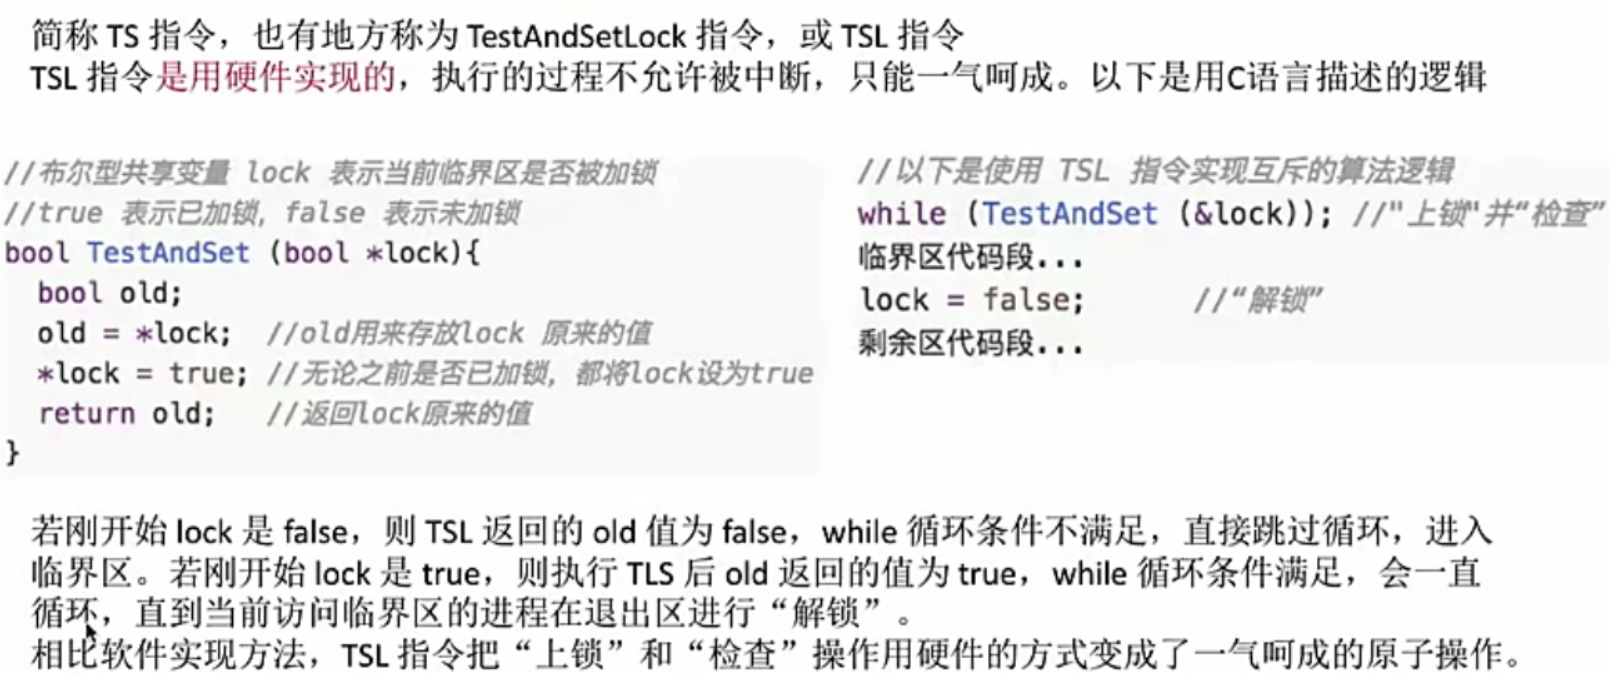 简称 TS 指令，也有地方称为 TestAndSetLock 指令，或 TSL 指令
TSL 指令是用硬件实现的，执行的过程不允许被中断，只能一气呵成。以下是用C语言描述的逻辑
//布尔型共享变量 lock 表示当前临界区是否被加锁
//true 表示已加锁，false 表示未加锁
bool TestAndSet (bool *lock){
bool old;
old = *lock; //old用来存放lock 原来的值
*lock = true; //无论之前是否已加锁，都将lock设为true
return old; //返回lock原来的值
}
//以下是使用 TSL 指令实现互斥的算法逻辑
while (TestAndSet (&lock)); //"上锁"并“检查”
临界区代码段...
lock = false; //“解锁”
剩余区代码段...
若刚开始 lock 是 false，则 TSL 返回的 old 值为 false，while 循环条件不满足，直接跳过循环，进入
临界区。若刚开始 lock 是 true，则执行 TLS 后 old 返回的值为 true，while 循环条件满足，会一直
循环，直到当前访问临界区的进程在退出区进行“解锁”。
相比软件实现方法，TSL 指令把“上锁”和“检查”操作用硬件的方式变成了一气呵成的原子操作。